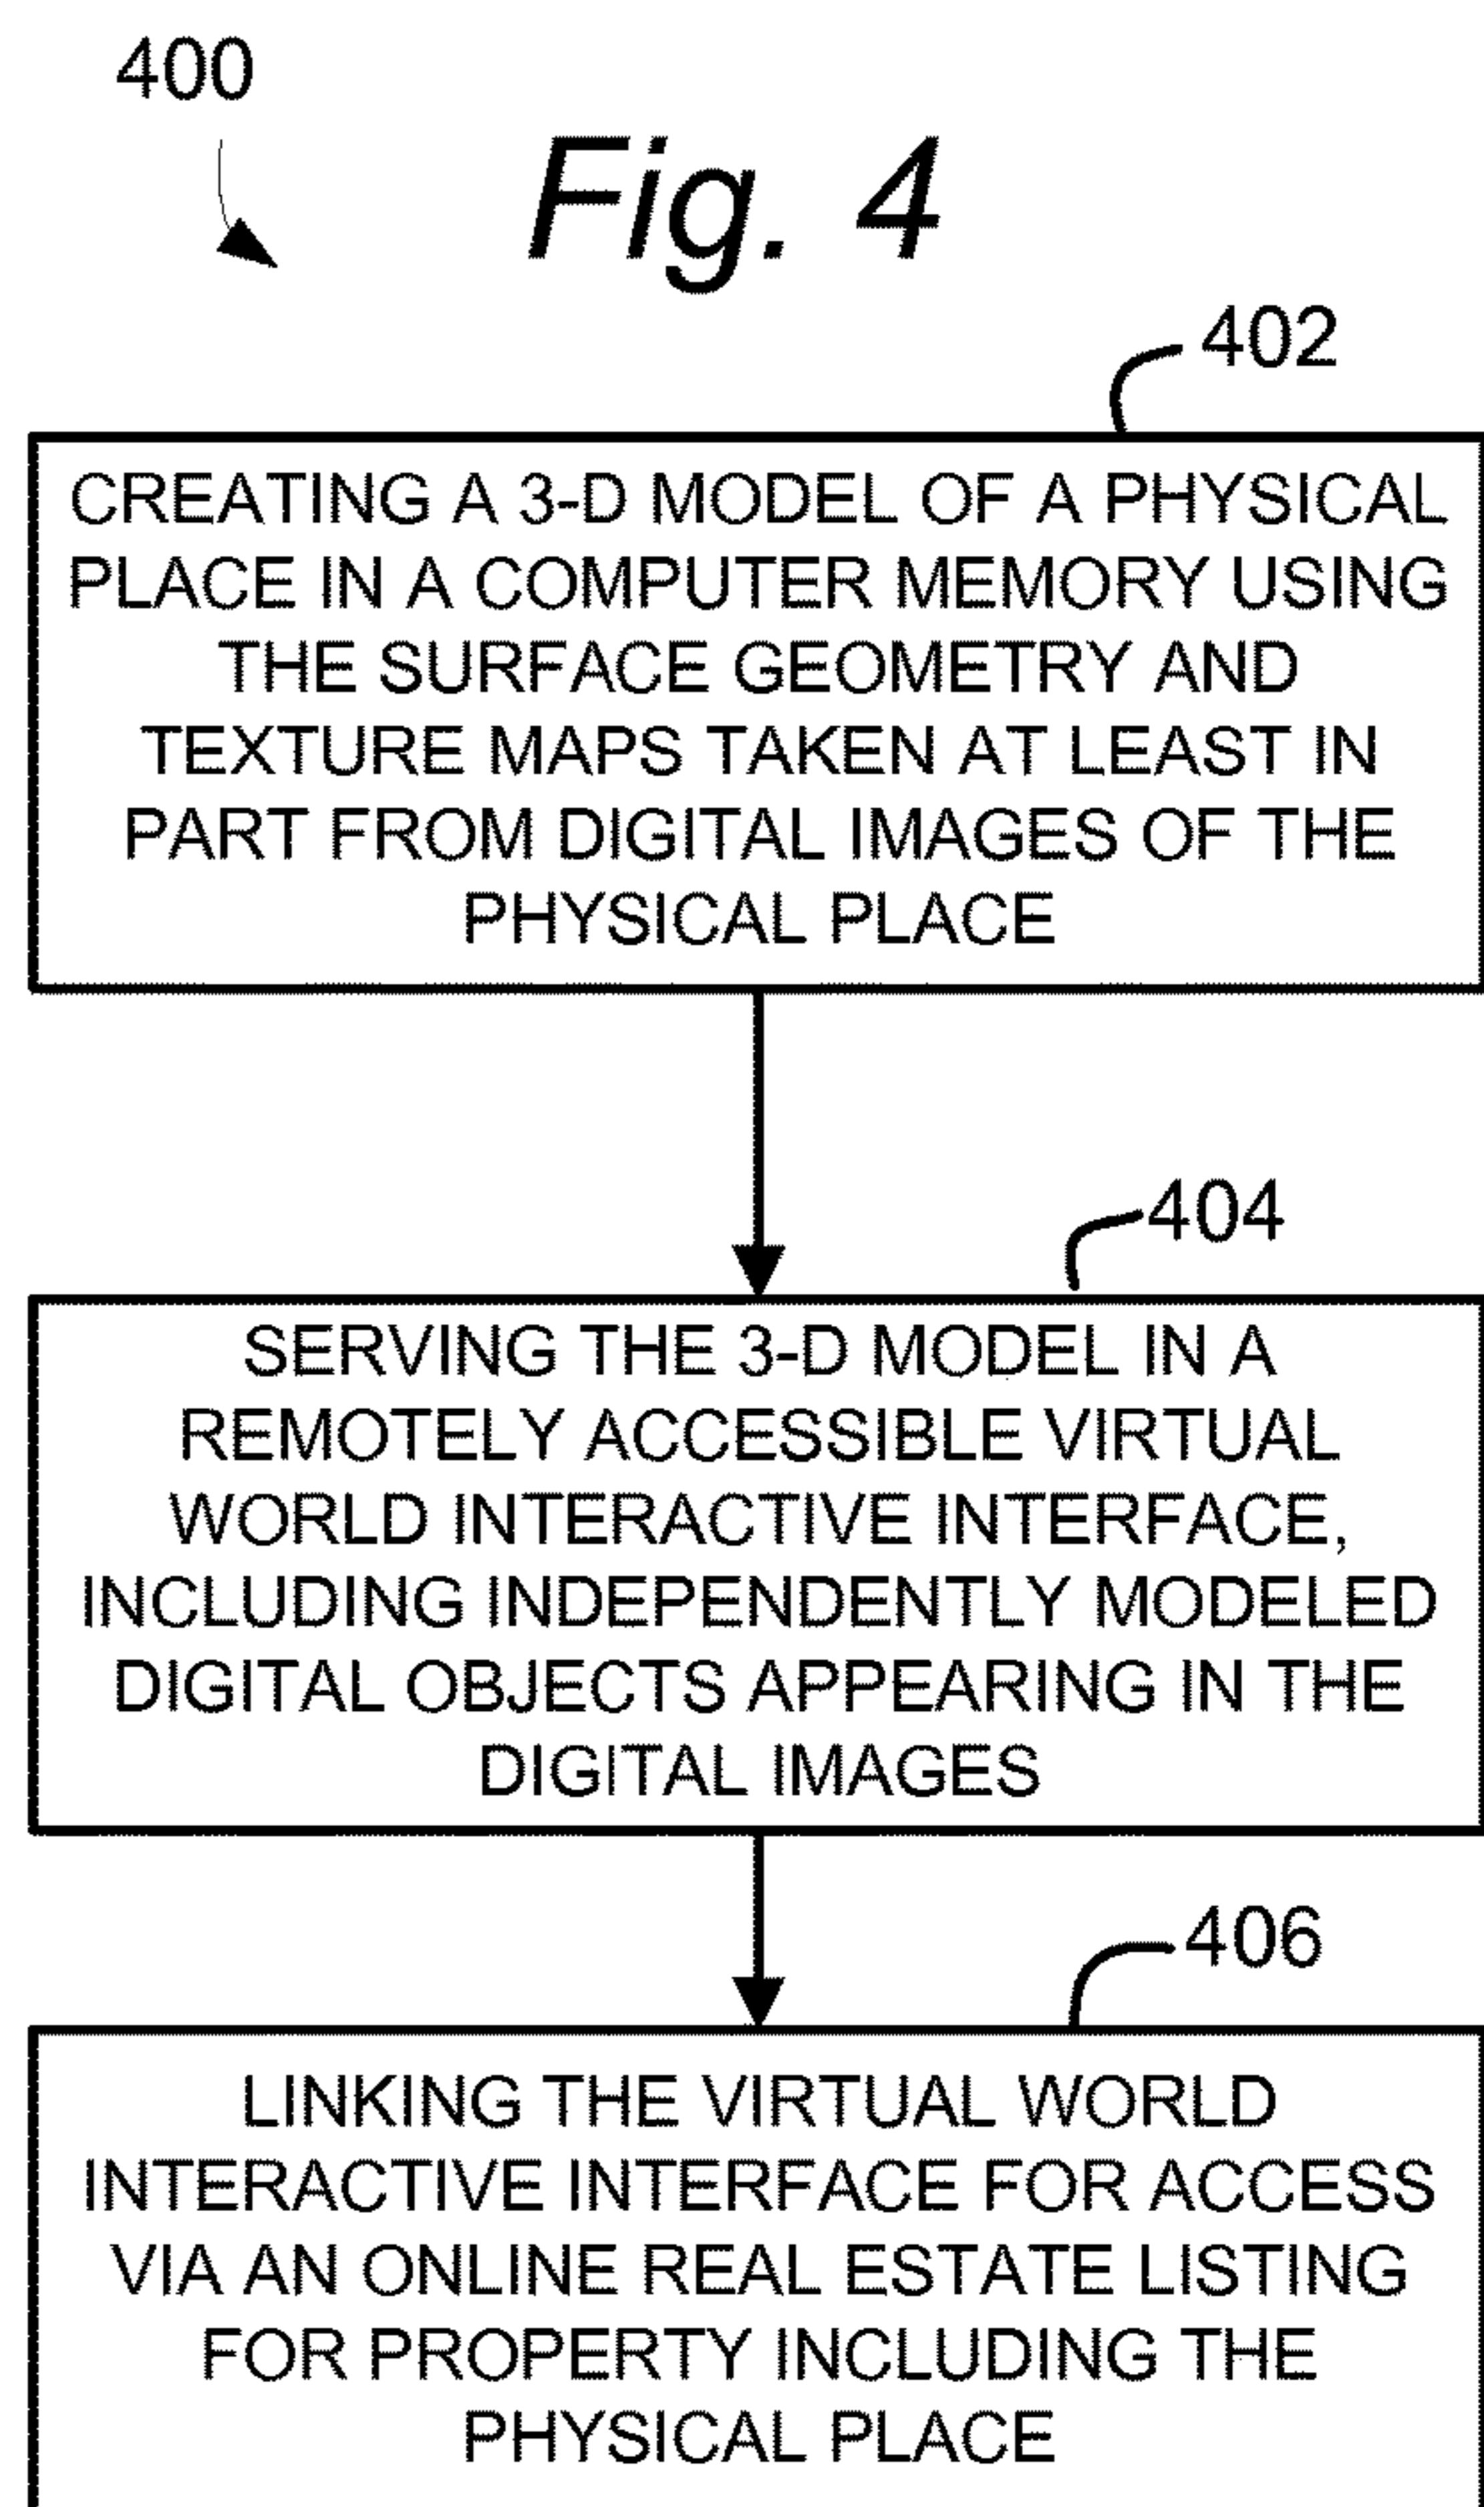 400
Fig. 4
402
CREATING A 3-D MODEL OF A PHYSICAL
PLACE IN A COMPUTER MEMORY USING
THE SURFACE GEOMETRY AND
TEXTURE MAPS TAKEN AT LEAST IN
PART FROM DIGITAL IMAGES OF THE
PHYSICAL PLACE
404
SERVING THE 3-D MODEL IN A
REMOTELY ACCESSIBLE VIRTUAL
WORLD INTERACTIVE INTERFACE,
INCLUDING INDEPENDENTLY MODELED
DIGITAL OBJECTS APPEARING IN THE
DIGITAL IMAGES
406
LINKING THE VIRTUAL WORLD
INTERACTIVE INTERFACE FOR ACCESS
VIA AN ONLINE REAL ESTATE LISTING
FOR PROPERTY INCLUDING THE
PHYSICAL PLACE